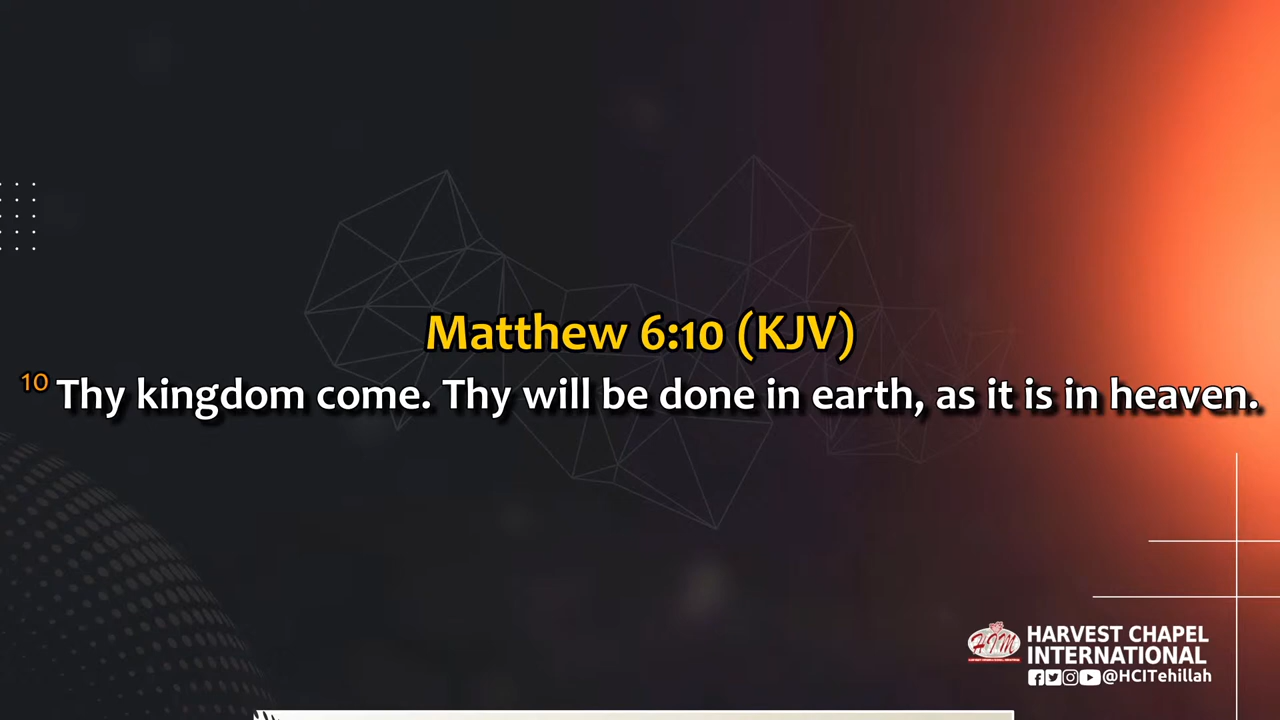 Matthew 6:10 (KJV)
10 Thy kingdom come. Thy will be done in earth, as it is in heaven.
HIM
HARVEST CHAPEL
INTERNATIONAL
@HCITehillah